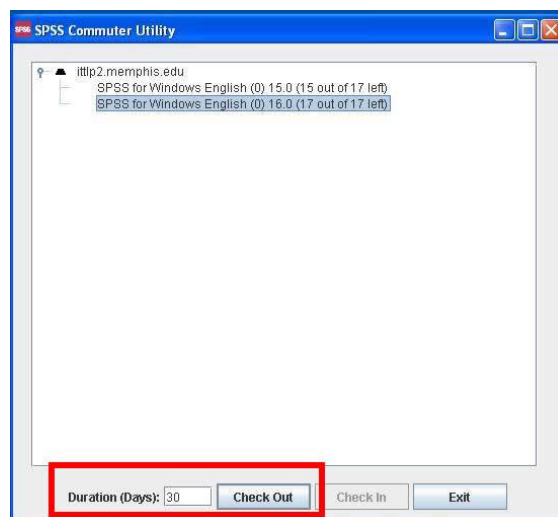 SPSS SPSS Commuter Utility
ittlp2.memphis.edu
SPSS for Windows English (0) 15.0 (15 out of 17 left)
SPSS for Windows English (0) 16.0 (17 out of 17 left)
Duration (Days): 30 Check Out Check In Exit